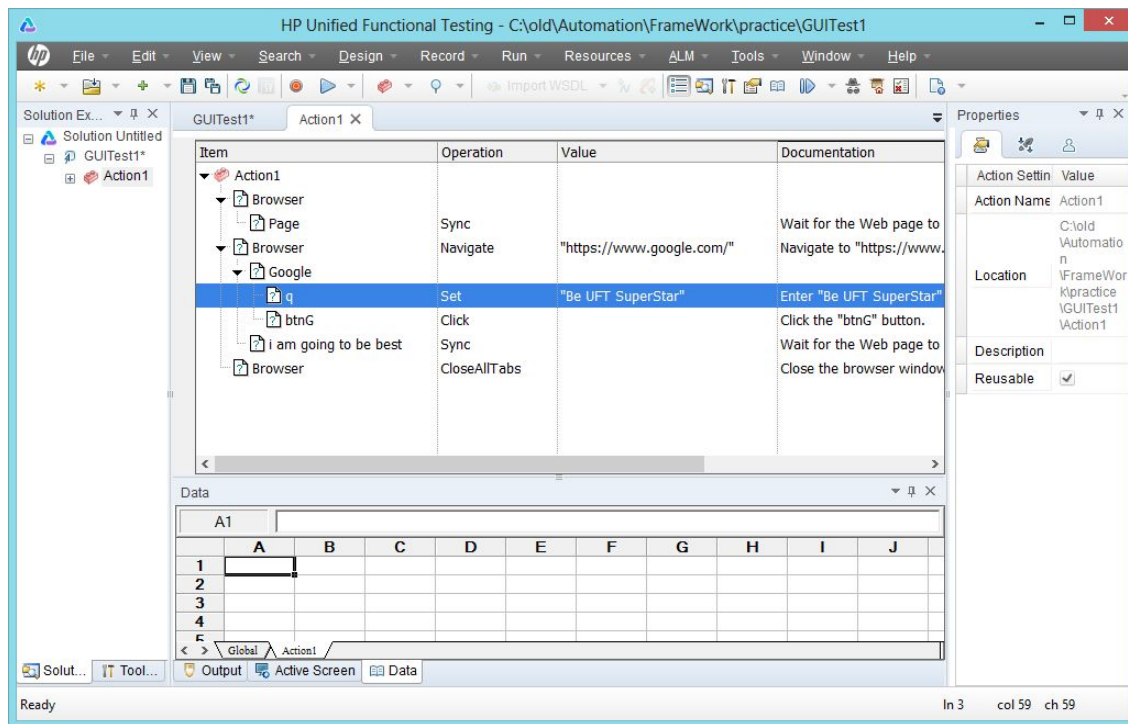 HP Unified Functional Testing - C:\old\Automation\FrameWork\practice\GUITest1
hp File Edit View Search Design Record Run Resources ALM Tools Window Help
Import WSDL
Solution Ex...
Solution Untitled
GUITest1*
Action1
GUITest1* Action1
Item Operation Value Documentation
Action1
Browser
Page Sync Wait for the Web page to
Browser Navigate "https://www.google.com/" Navigate to "https://www.
Google
q Set "Be UFT SuperStar" Enter "Be UFT SuperStar"
btnG Click Click the "btnG" button.
i am going to be best Sync Wait for the Web page to
Browser CloseAllTabs Close the browser window
Properties
Action Settin Value
Action Name Action1
Location C:\old
\Automatio
n
\FrameWor
k\practice
\GUITest1
\Action1
Description
Reusable
Data
A1
A B C D E F G H I J
1
2
3
4
5
Global Action1
Solut... Tool... Output Active Screen Data
Ready ln 3 col 59 ch 59